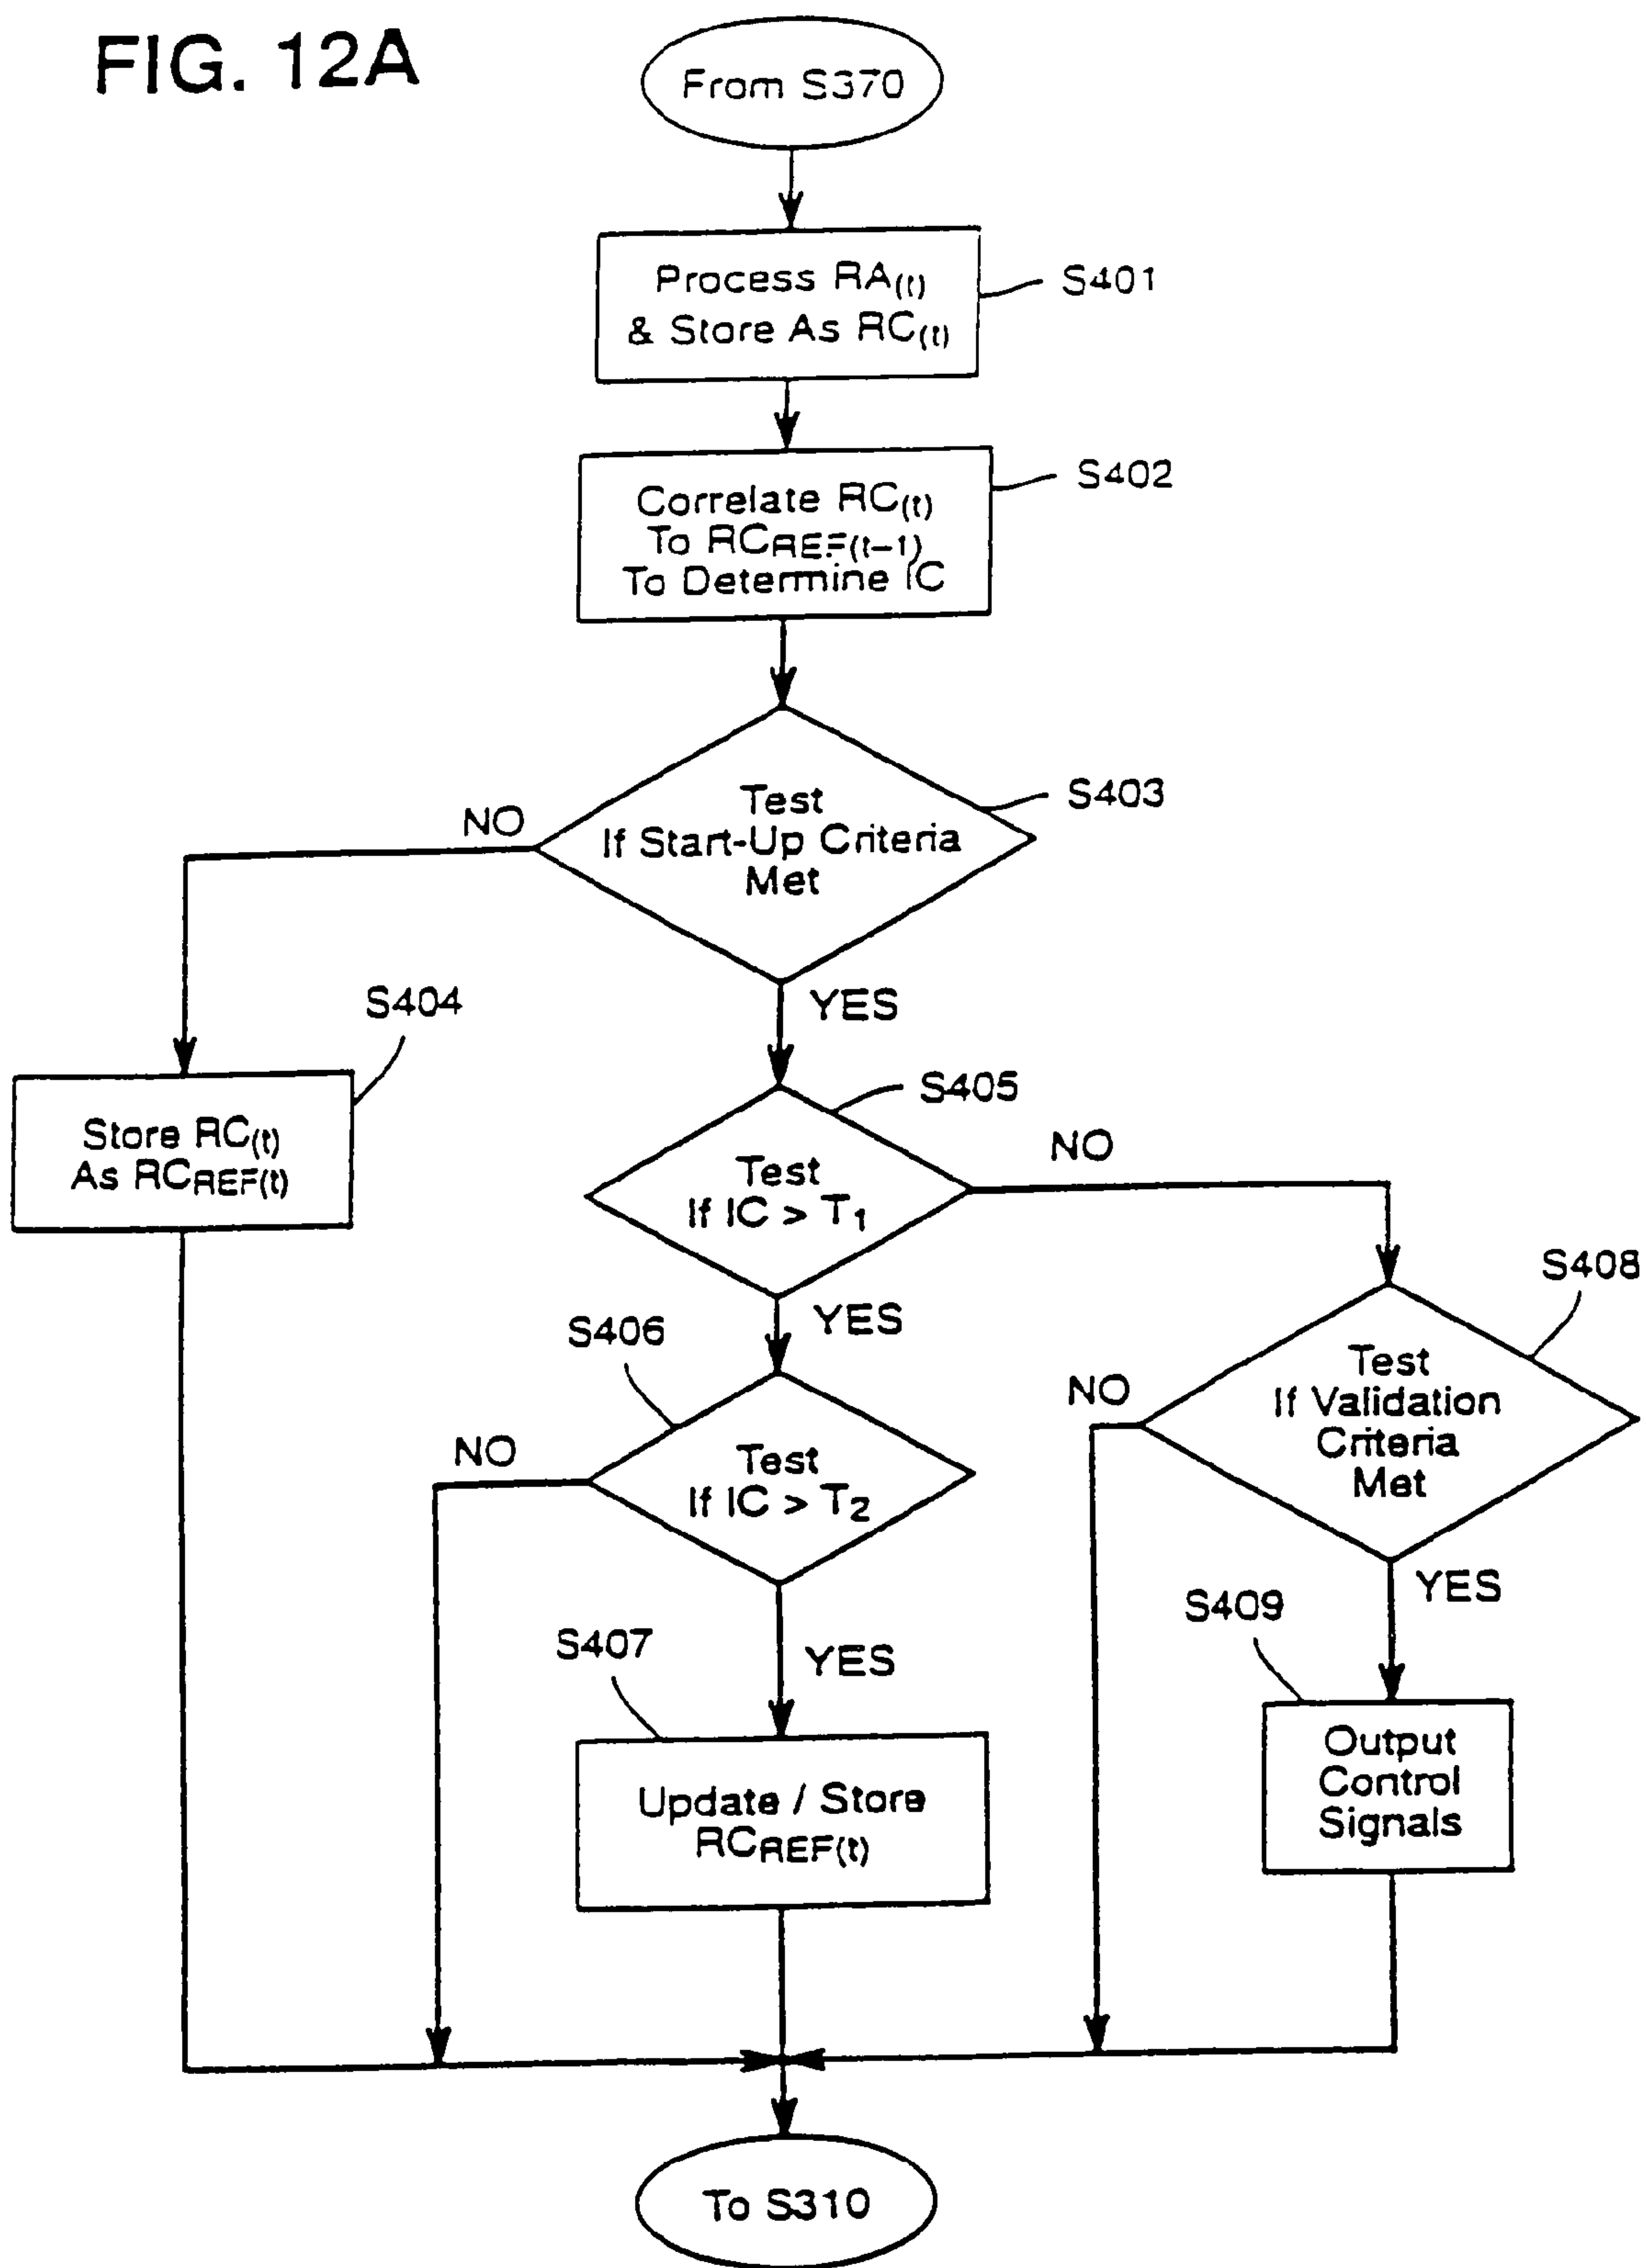 FIG. 12A
From S370
Process RA(t)
& Store As RC(t)
S401
Correlate RC(t)
To RCREF(t-1)
To Determine IC
S402
Test
If Start-Up Criteria
Met
S403
NO
YES
S404
Store RC(t)
As RCREF(t)
S405
Test
If IC > T1
NO
YES
S408
Test
If Validation
Criteria
Met
NO
YES
S406
Test
If IC > T2
NO
YES
S409
Output
Control
Signals
S407
Update / Store
RCREF(t)
To S310